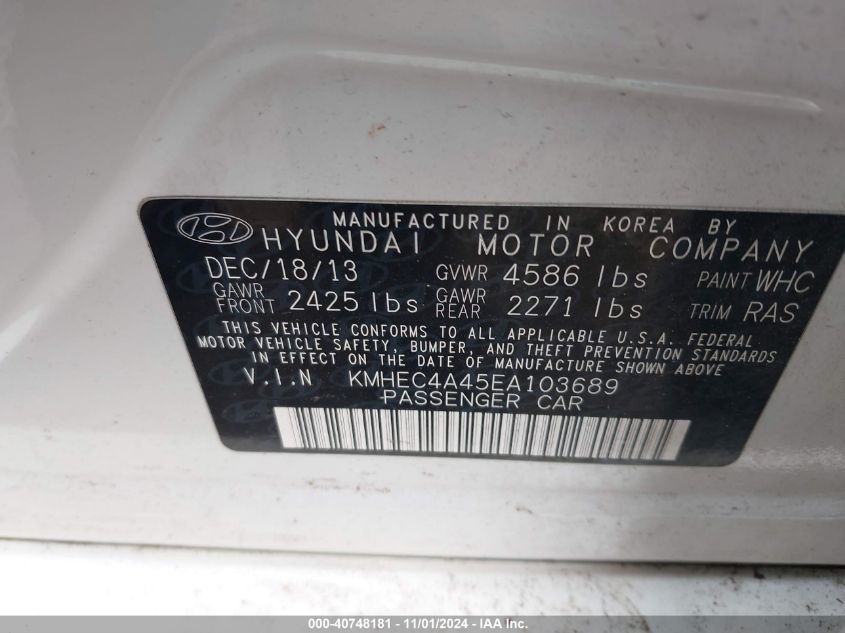 MANUFACTURED IN KOREA BY
HYUNDAI MOTOR COMPANY
DEC/18/13 GVWR 4586 lbs PAINT WHC
GAWR FRONT 2425 lbs GAWR REAR 2271 lbs TRIM RAS
THIS VEHICLE CONFORMS TO ALL APPLICABLE U.S.A. FEDERAL
MOTOR VEHICLE SAFETY, BUMPER, AND THEFT PREVENTION STANDARDS
IN EFFECT ON THE DATE OF MANUFACTURE SHOWN ABOVE
V.I.N KMHEC4A45EA103689
PASSENGER CAR
000-40748181 - 11/01/2024 - IAA Inc.